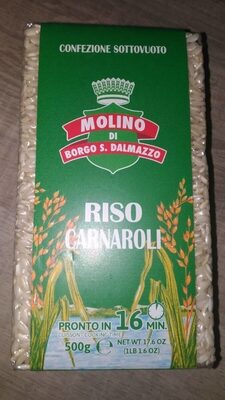 CONFEZIONE SOTTOVUOTO
MOLINO
DI
BORGO S. DALMAZZO
RISO
CARNAROLI
PRONTO IN 16 MIN.
500g e NET WT 17.6 OZ
(1LB 1.6 OZ)